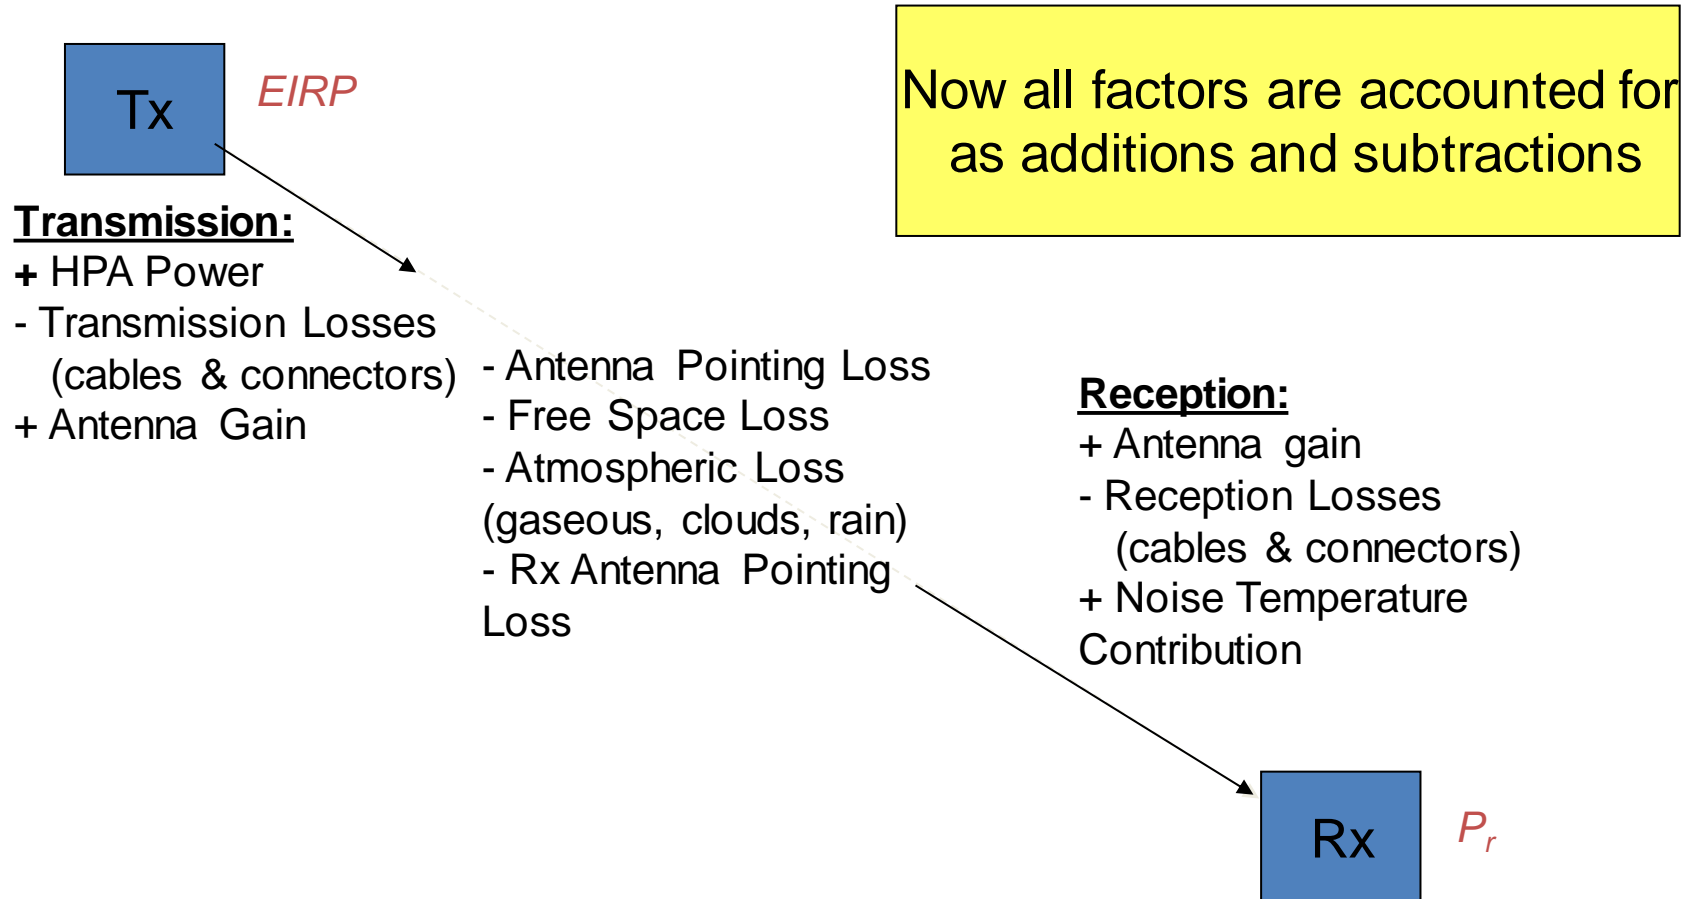 Tx
EIRP
Now all factors are accounted for
as additions and subtractions
Transmission:
+ HPA Power
- Transmission Losses
(cables & connectors)
+ Antenna Gain
- Antenna Pointing Loss
- Free Space Loss
- Atmospheric Loss
(gaseous, clouds, rain)
- Rx Antenna Pointing
Loss
Reception:
+ Antenna gain
- Reception Losses
(cables & connectors)
+ Noise Temperature
Contribution
Rx
Pr